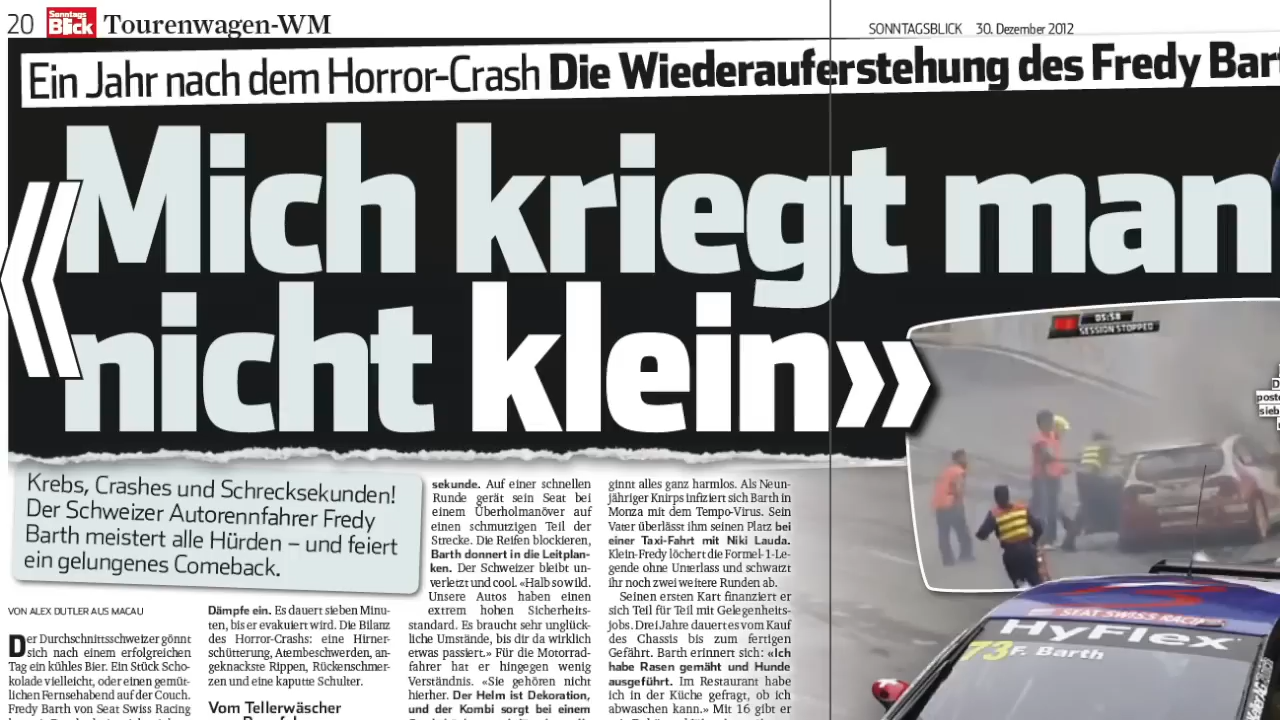 20 Sonntags Blick Tourenwagen-WM
SONNTAGSBLICK 30. Dezember 2012
Ein Jahr nach dem Horror-Crash Die Wiederauferstehung des Fredy Bart
«Mich kriegt man
nicht klein»
05:58
SESSION STOPPED
Krebs, Crashes und Schrecksekunden!
Der Schweizer Autorennfahrer Fredy
Barth meistert alle Hürden – und feiert
ein gelungenes Comeback.
VON ALEX DUTLER AUS MACAU
Der Durchschnittsschweizer gönnt
sich nach einem erfolgreichen
Tag ein kühles Bier. Ein Stück Scho-
kolade vielleicht, oder einen gemüt-
lichen Fernsehabend auf der Couch.
Fredy Barth von Seat Swiss Racing
Dämpfe ein. Es dauert sieben Minu-
ten, bis er evakuiert wird. Die Bilanz
des Horror-Crashs: eine Hirner-
schütterung, Atembeschwerden, an-
geknackste Rippen, Rückenschmer-
zen und eine kaputte Schulter.
Vom Tellerwäscher
sekunde. Auf einer schnellen
Runde gerät sein Seat bei
einem Überholmanöver auf
einen schmutzigen Teil der
Strecke. Die Reifen blockieren,
Barth donnert in die Leitplan-
ken. Der Schweizer bleibt un-
verletzt und cool. «Halb so wild.
Unsere Autos haben einen
extrem hohen Sicherheits-
standard. Es braucht sehr unglück-
liche Umstände, bis dir da wirklich
etwas passiert.» Für die Motorrad-
fahrer hat er hingegen wenig
Verständnis. «Sie gehören nicht
hierher. Der Helm ist Dekoration,
und der Kombi sorgt bei einem
ginnt alles ganz harmlos. Als Neun-
jähriger Knirps infiziert sich Barth in
Monza mit dem Tempo-Virus. Sein
Vater überlässt ihm seinen Platz bei
einer Taxi-Fahrt mit Niki Lauda.
Klein-Fredy löchert die Formel-1-Le-
gende ohne Unterlass und schwatzt
ihr noch zwei weitere Runden ab.
Seinen ersten Kart finanziert er
sich Teil für Teil mit Gelegenheits-
jobs. Drei Jahre dauert es vom Kauf
des Chassis bis zum fertigen
Gefährt. Barth erinnert sich: «Ich
habe Rasen gemäht und Hunde
ausgeführt. Im Restaurant habe
ich in der Küche gefragt, ob ich
abwaschen kann.» Mit 16 gibt er
D
poste
sieb
SEAT SWISS RACING
HyFlex
73 F. Barth